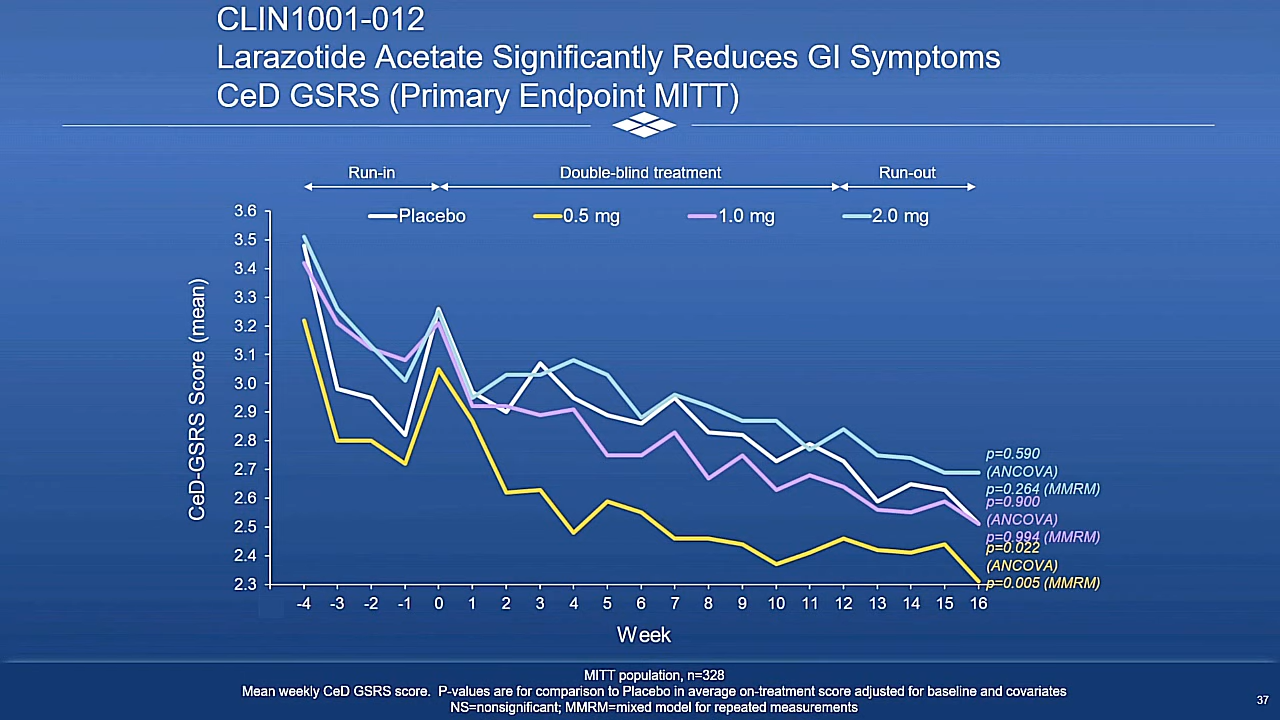 CLIN1001-012
Larazotide Acetate Significantly Reduces GI Symptoms
CeD GSRS (Primary Endpoint MITT)
Run-in
Double-blind treatment
Run-out
Placebo
0.5 mg
1.0 mg
2.0 mg
CeD-GSRS Score (mean)
3.6
3.5
3.4
3.3
3.2
3.1
3.0
2.9
2.8
2.7
2.6
2.5
2.4
2.3
p=0.590
(ANCOVA)
p=0.264 (MMRM)
p=0.900
(ANCOVA)
p=0.994 (MMRM)
p=0.022
(ANCOVA)
p=0.005 (MMRM)
-4 -3 -2 -1 0 1 2 3 4 5 6 7 8 9 10 11 12 13 14 15 16
Week
MITT population, n=328
Mean weekly CeD GSRS score. P-values are for comparison to Placebo in average on-treatment score adjusted for baseline and covariates
NS=nonsignificant; MMRM=mixed model for repeated measurements
37